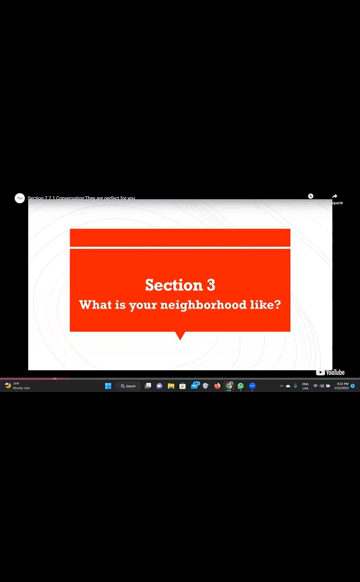 Section 7.7.1 Conversation:They are perfect for you
Section 3
What is your neighborhood like?
YouTube
Search